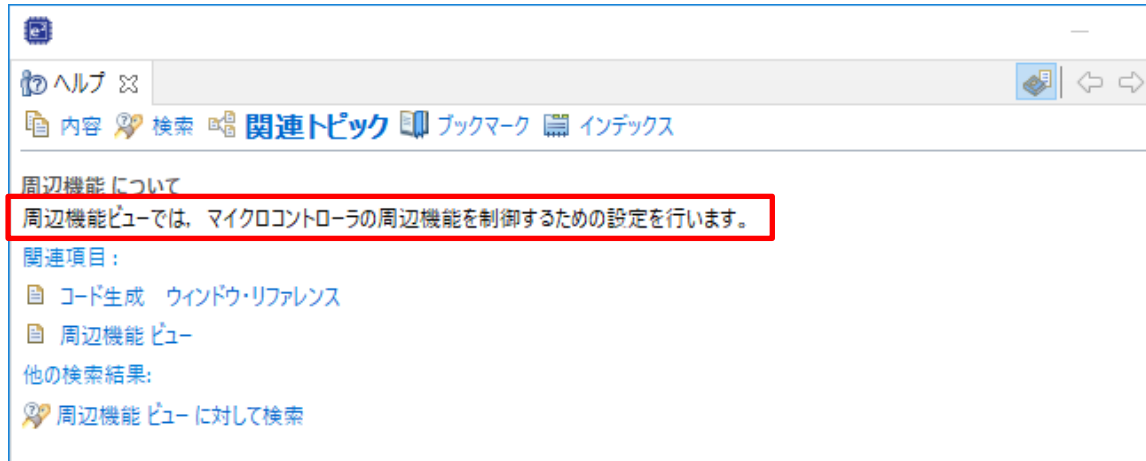 e²
ヘルプ
内容 検索 関連トピック ブックマーク インデックス
周辺機能 について
周辺機能ビューでは, マイクロコントローラの周辺機能を制御するための設定を行います。
関連項目 :
コード生成　ウィンドウ・リファレンス
周辺機能 ビュー
他の検索結果:
周辺機能 ビュー に対して検索